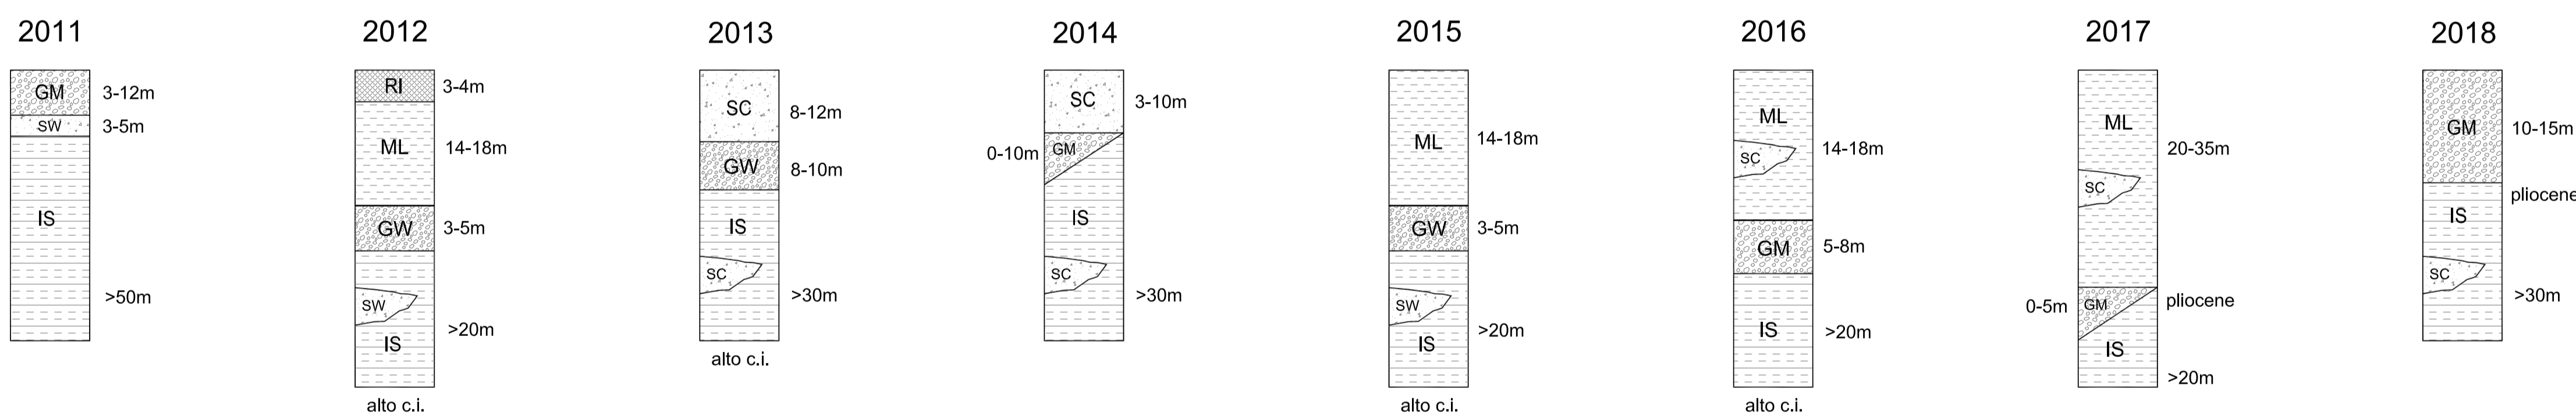 2011
GM
3-12m
SW
3-5m
IS
>50m
2012
RI
3-4m
ML
14-18m
GW
3-5m
SW
>20m
IS
alto c.i.
2013
SC
8-12m
GW
8-10m
IS
SC
>30m
alto c.i.
2014
SC
3-10m
0-10m
GM
IS
SC
>30m
2015
ML
14-18m
GW
3-5m
SW
>20m
IS
alto c.i.
2016
ML
14-18m
SC
GM
5-8m
IS
>20m
alto c.i.
2017
ML
20-35m
SC
0-5m
GM
pliocene
IS
>20m
2018
GM
10-15m
pliocene
IS
SC
>30m